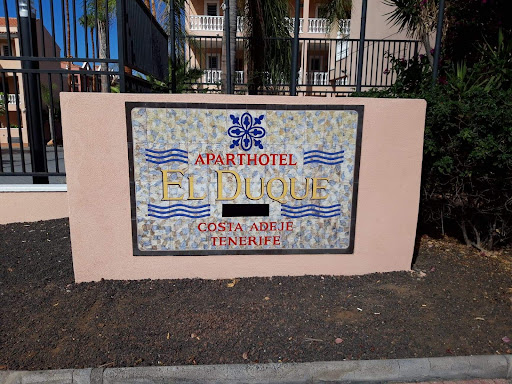 APARTHOTEL
EL DUQUE
COSTA ADEJE
TENERIFE